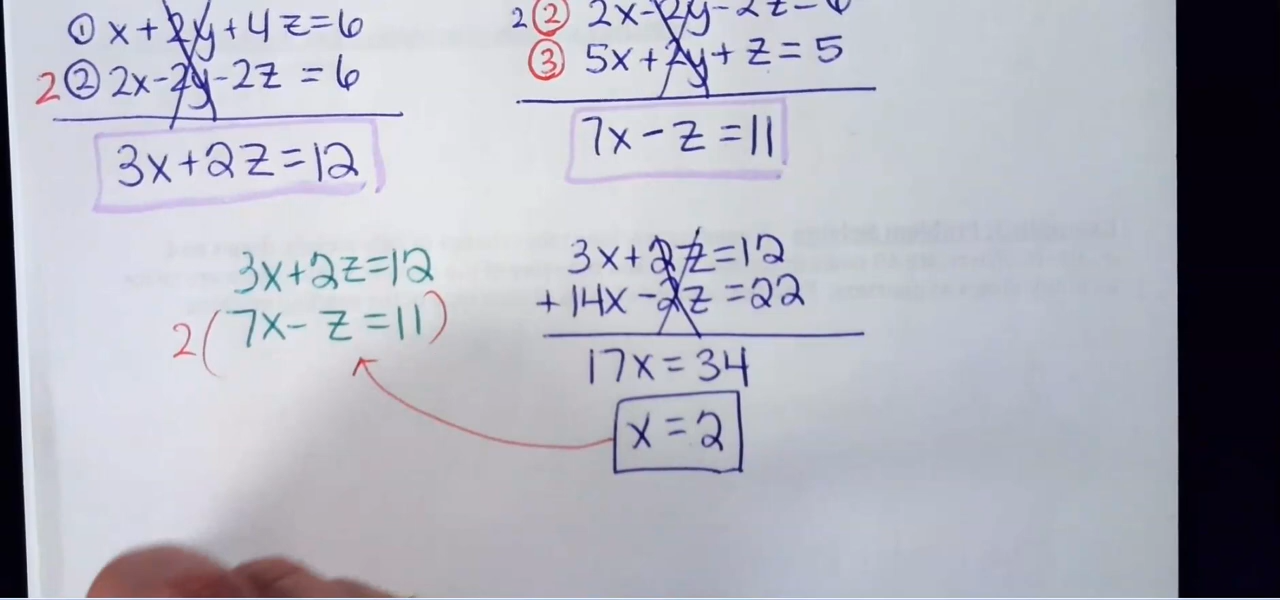 ① x+2y+4z=6
2 ② 2x-2y-2z=6
3x+2z=12
2 ② 2x-2y-2z=6
③ 5x+2y+z=5
7x-z=11
3x+2z=12
2(7x-z=11)
3x+2z=12
+14x-2z=22
17x=34
x=2